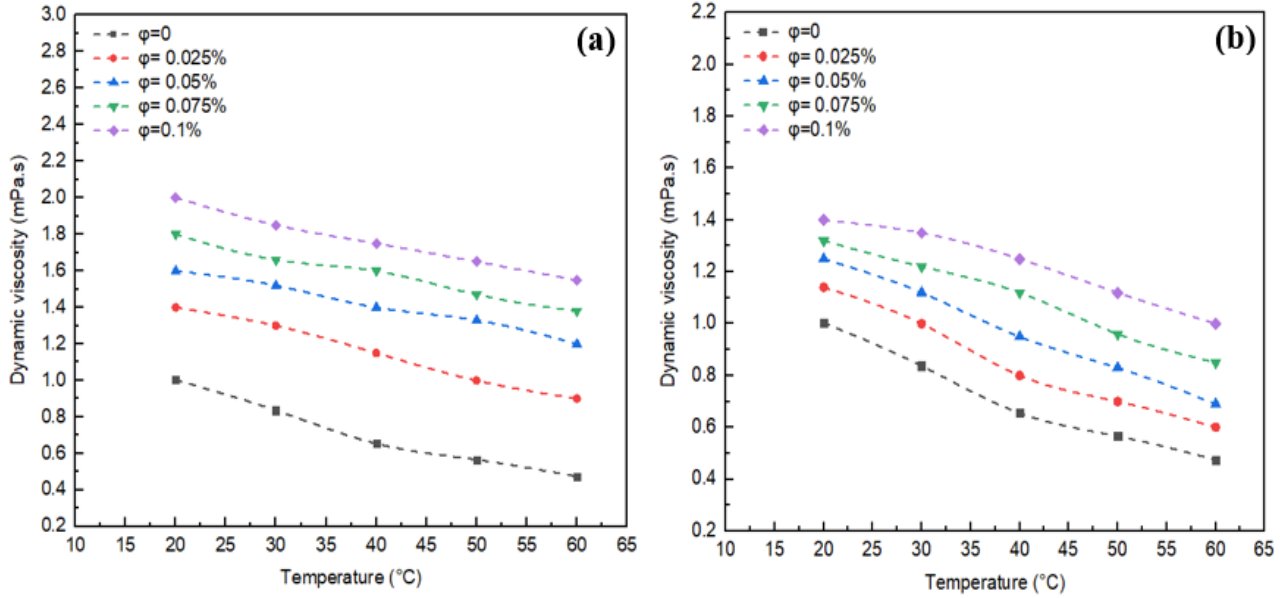 (a)
φ=0
φ= 0.025%
φ= 0.05%
φ= 0.075%
φ=0.1%
Dynamic viscosity (mPa.s)
3.0
2.8
2.6
2.4
2.2
2.0
1.8
1.6
1.4
1.2
1.0
0.8
0.6
0.4
0.2
10 15 20 25 30 35 40 45 50 55 60 65
Temperature (°C)
(b)
φ=0
φ= 0.025%
φ= 0.05%
φ= 0.075%
φ=0.1%
Dynamic viscosity (mPa.s)
2.2
2.0
1.8
1.6
1.4
1.2
1.0
0.8
0.6
0.4
0.2
10 15 20 25 30 35 40 45 50 55 60 65
Temperature (°C)